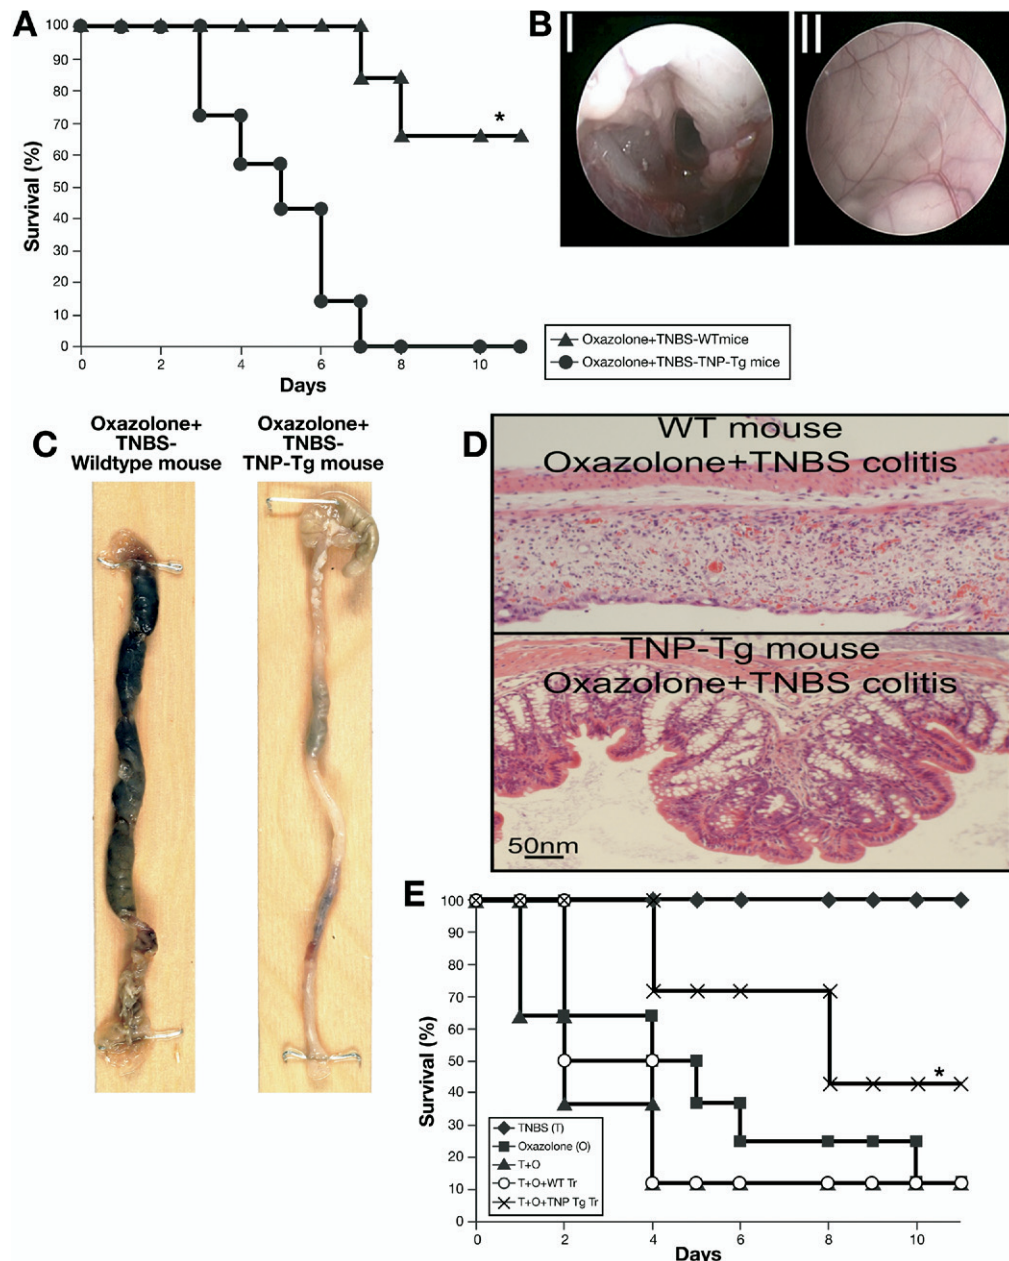 A
Survival (%)
100
90
80
70
60
50
40
30
20
10
0
*
0
2
4
6
8
10
Days
B
I
II
Oxazolone+TNBS-WTmice
Oxazolone+TNBS-TNP-Tg mice
C
Oxazolone+
TNBS-
Wildtype mouse
Oxazolone+
TNBS-
TNP-Tg mouse
D
WT mouse
Oxazolone+TNBS colitis
TNP-Tg mouse
Oxazolone+TNBS colitis
50nm
E
Survival (%)
100
90
80
70
60
50
40
30
20
10
0
*
TNBS (T)
Oxazolone (O)
T+O
T+O+WT Tr
T+O+TNP Tg Tr
0
2
4
6
8
10
Days